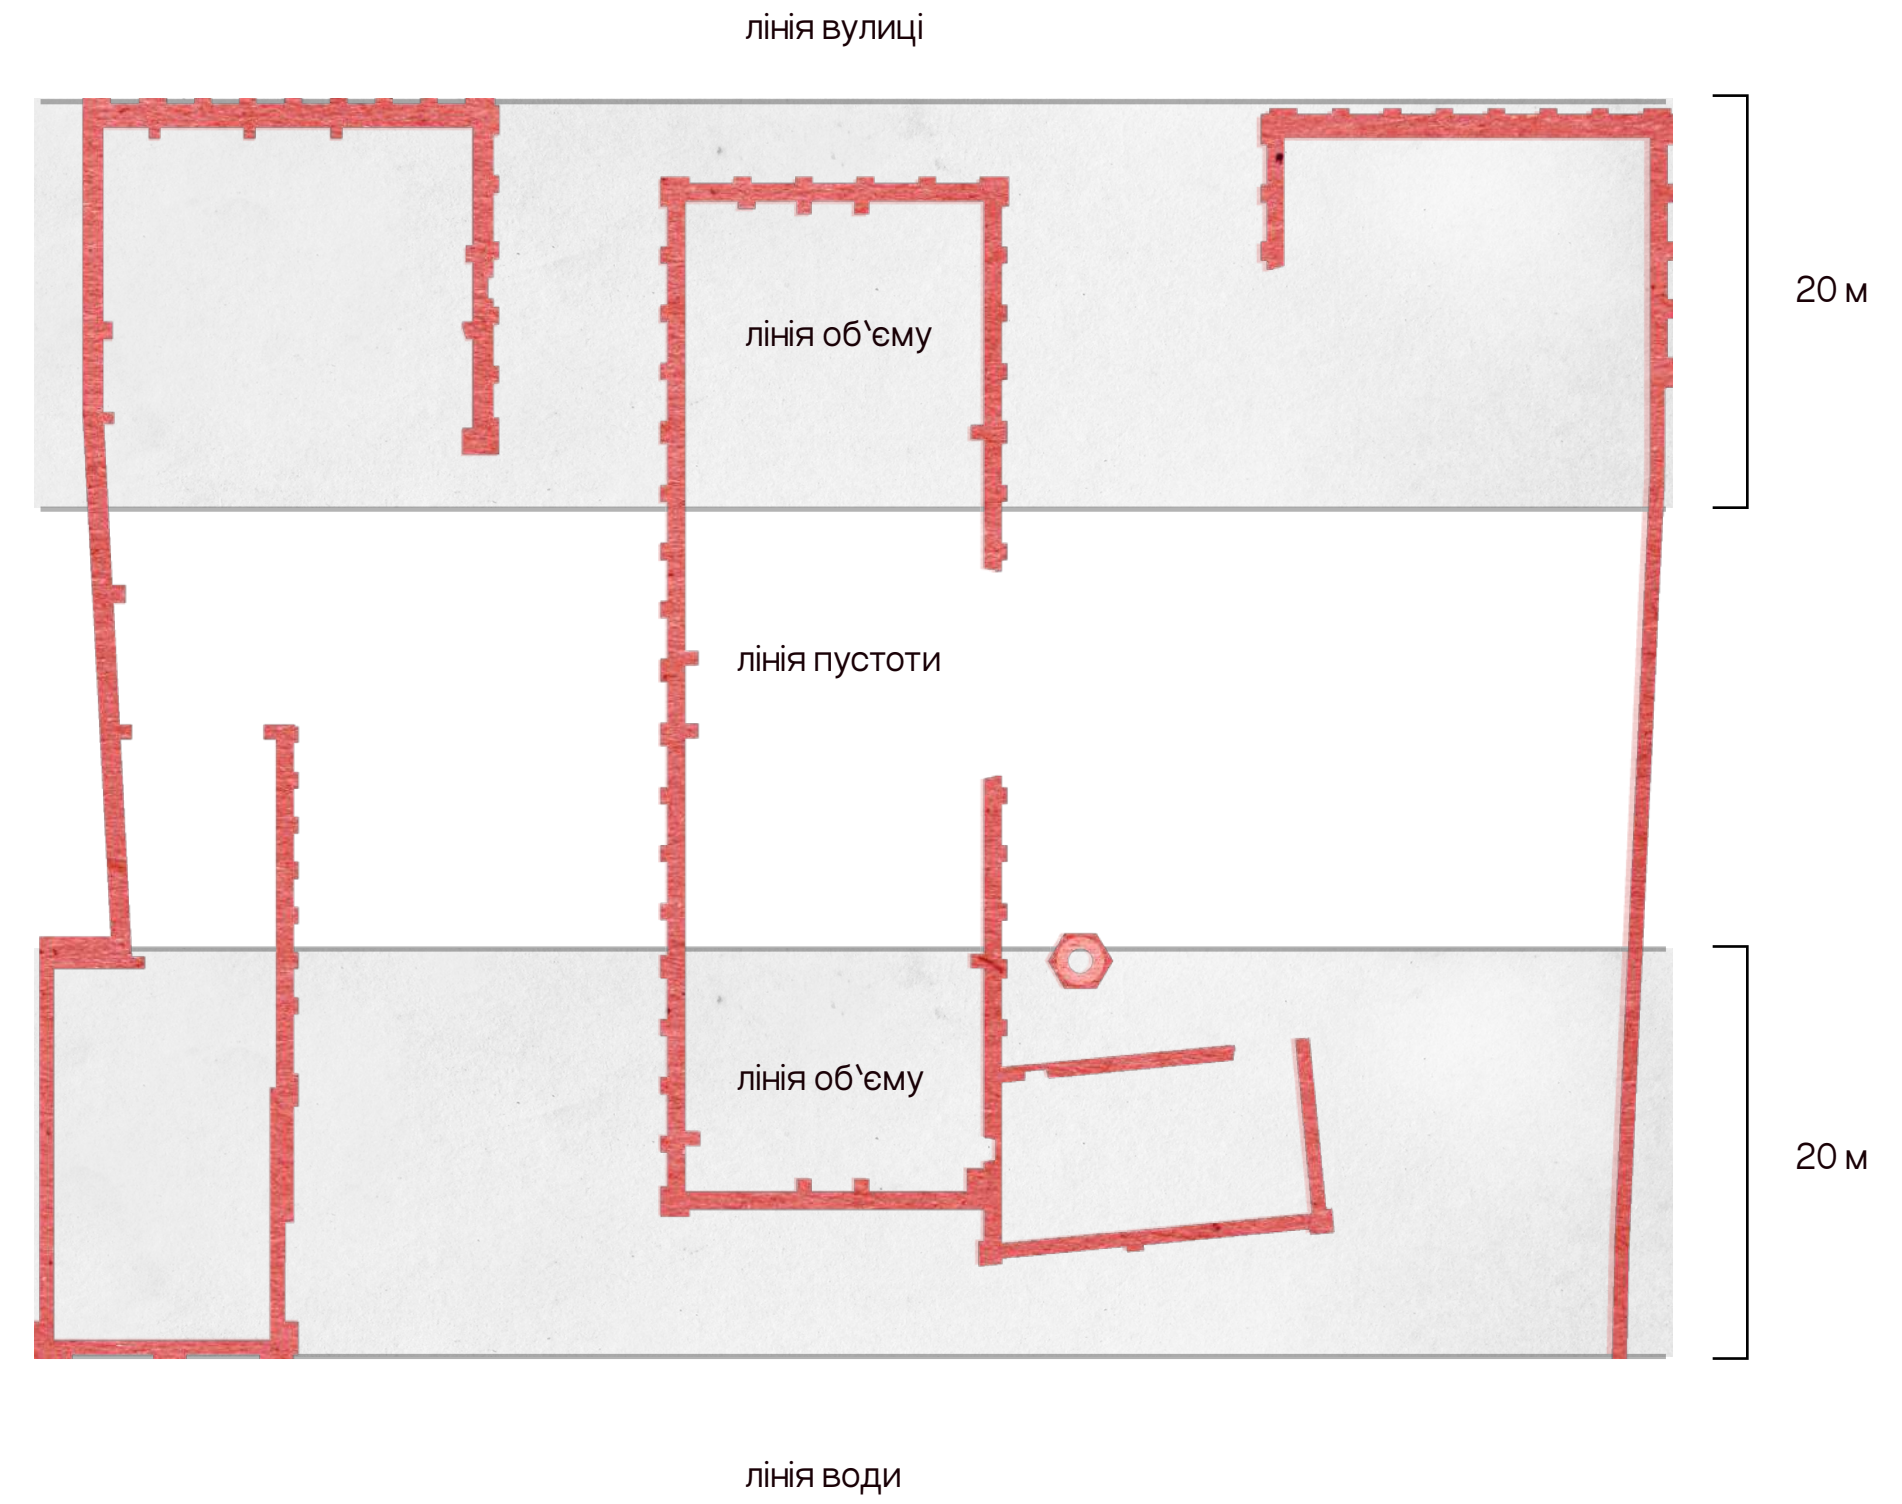 лінія вулиці
20 м
лінія об‵єму
лінія пустоти
лінія об‵єму
20 м
лінія води